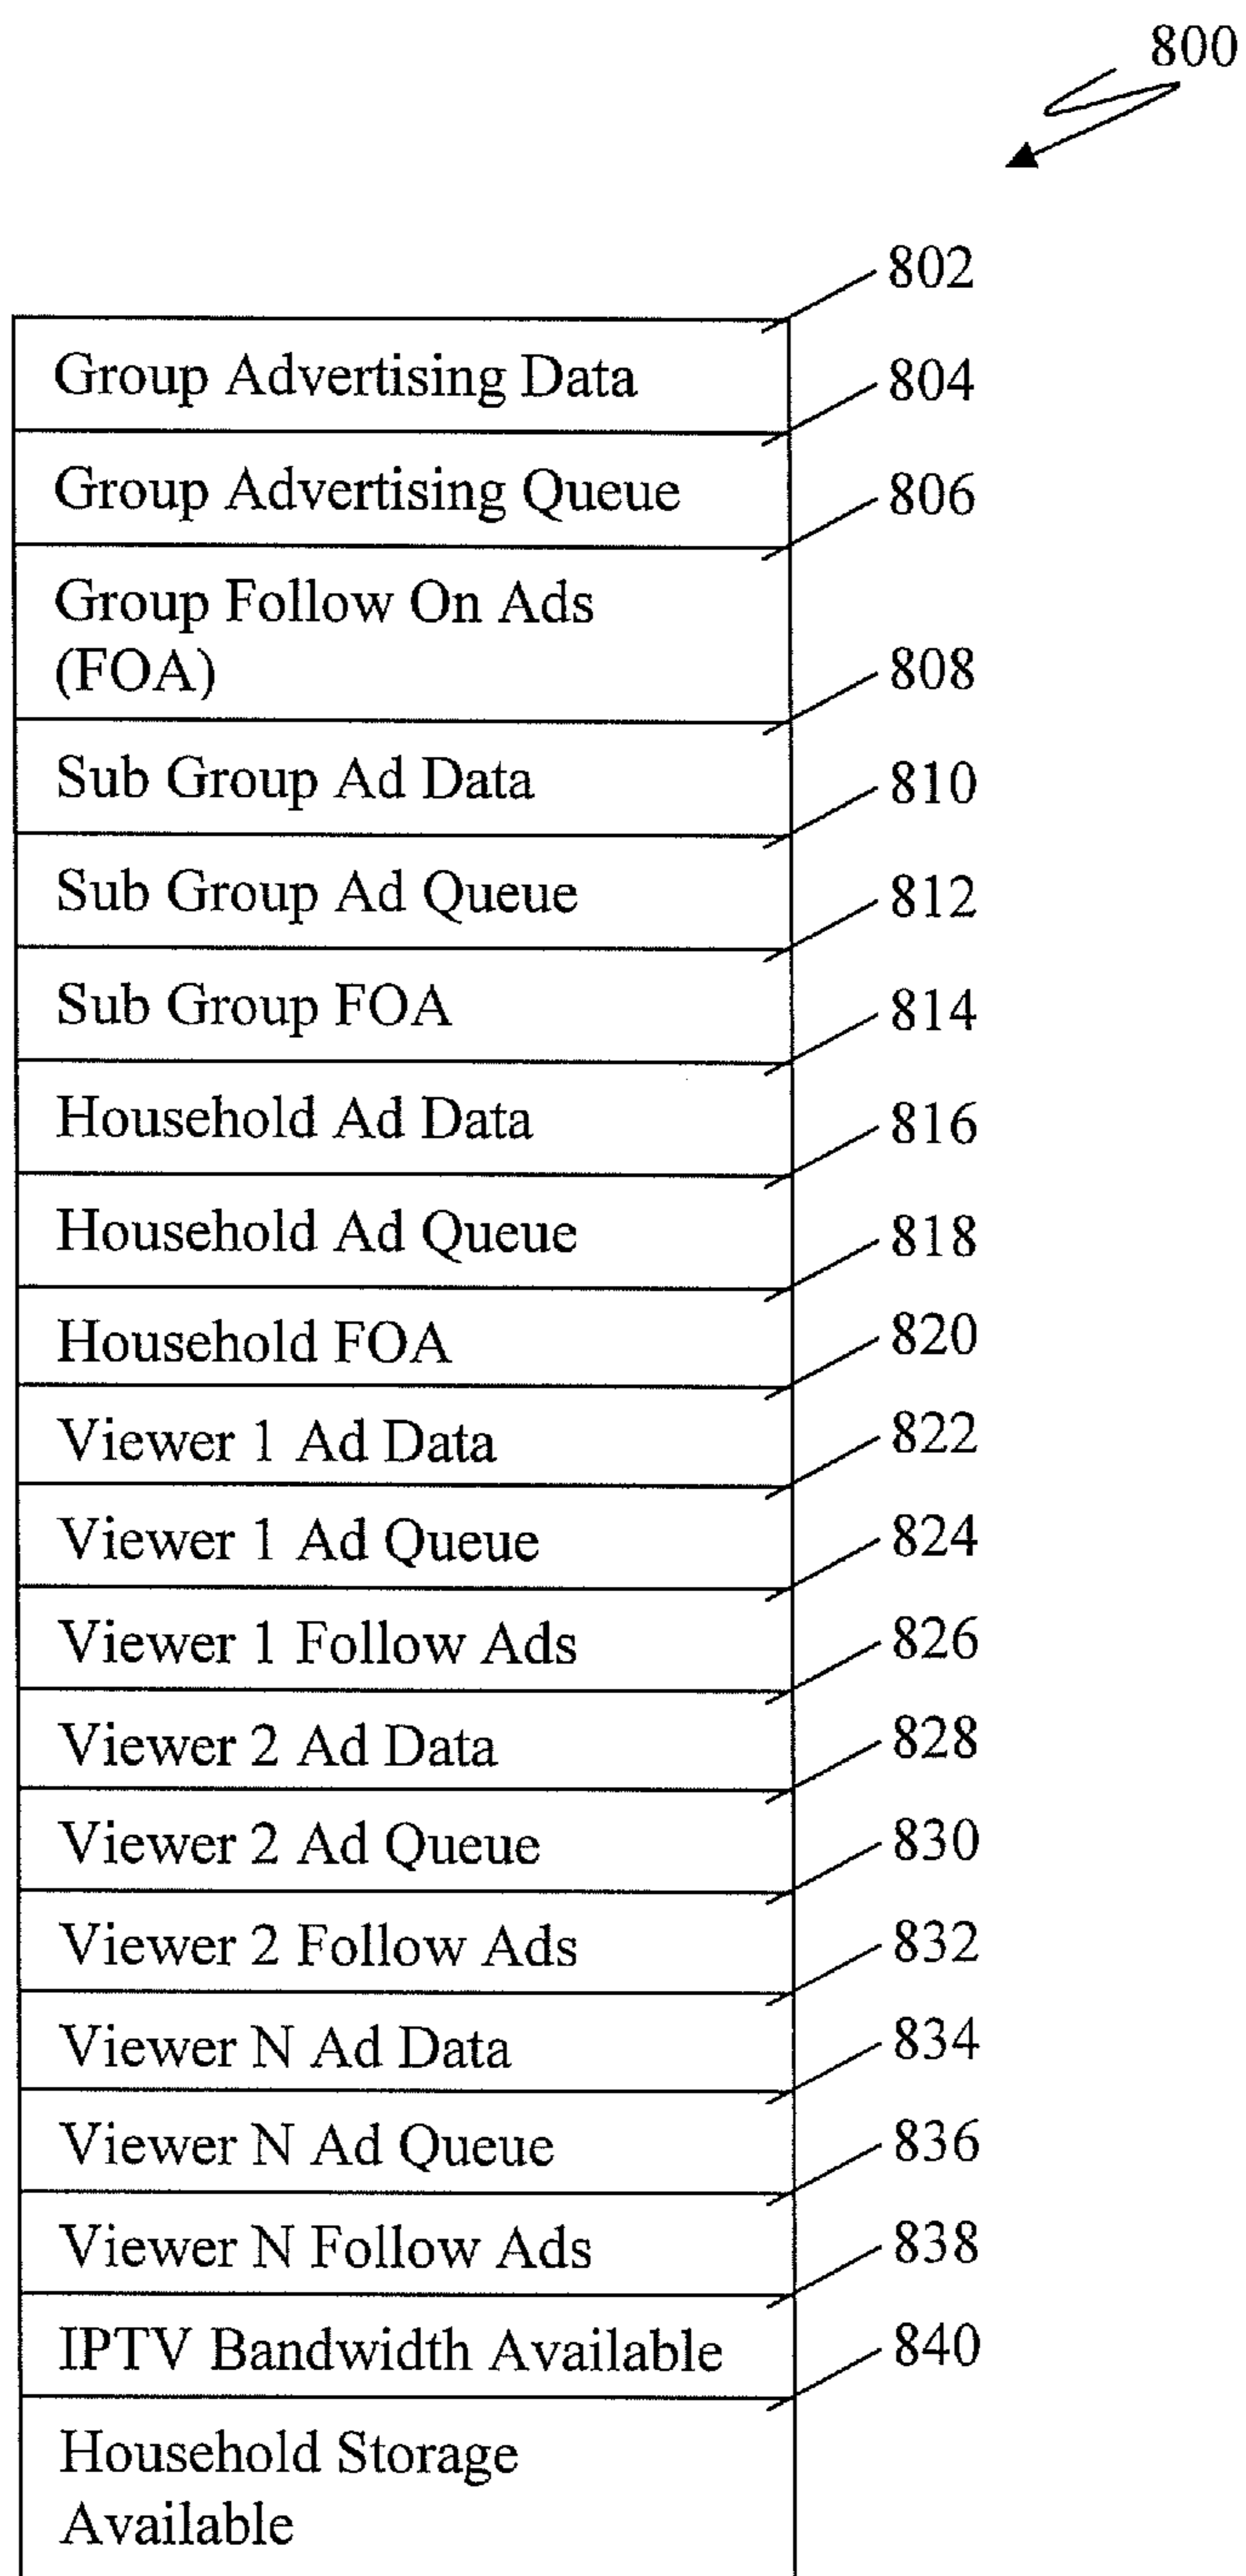 800
802
Group Advertising Data
804
Group Advertising Queue
806
Group Follow On Ads
(FOA)
808
Sub Group Ad Data
810
Sub Group Ad Queue
812
Sub Group FOA
814
Household Ad Data
816
Household Ad Queue
818
Household FOA
820
Viewer 1 Ad Data
822
Viewer 1 Ad Queue
824
Viewer 1 Follow Ads
826
Viewer 2 Ad Data
828
Viewer 2 Ad Queue
830
Viewer 2 Follow Ads
832
Viewer N Ad Data
834
Viewer N Ad Queue
836
Viewer N Follow Ads
838
IPTV Bandwidth Available
840
Household Storage
Available